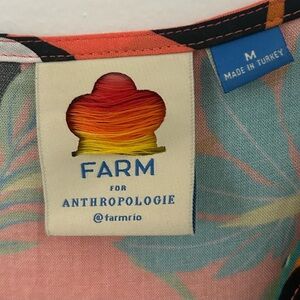 M
MADE IN TURKEY
FARM
FOR
ANTHROPOLOGIE
@farmrio